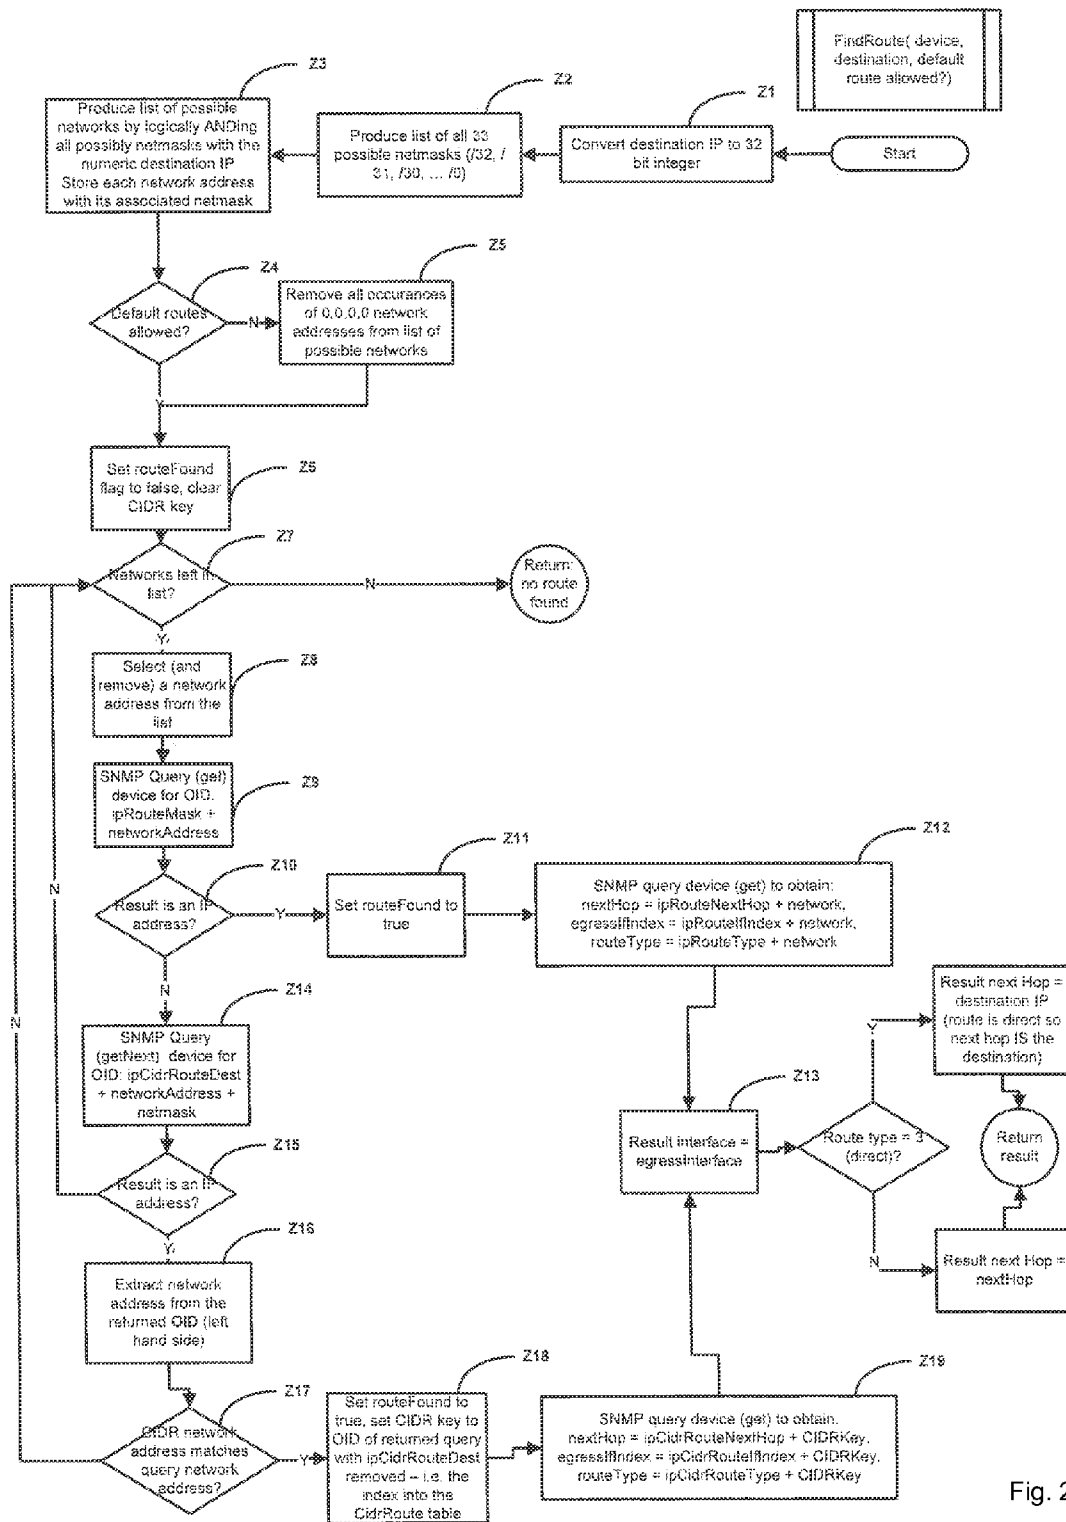 FindRoute( device,
destination, default
route allowed?)
Start
Z1
Convert destination IP to 32
bit integer
Z2
Produce list of all 33
possible netmasks (/32, /
31, /30, ... /0)
Z3
Produce list of possible
networks by logically ANDing
all possibly netmasks with the
numeric destination IP
Store each network address
with its associated netmask
Z4
Default routes
allowed?
N
Y
Z5
Remove all occurances
of 0.0.0.0 network
addresses from list of
possible networks
Z6
Set routeFound
flag to false, clear
CIDR key
Z7
Networks left in
list?
N
Return:
no route
found
Y
Z8
Select (and
remove) a network
address from the
list
Z9
SNMP Query (get)
device for OID:
ipRouteMask +
networkAddress
Z10
Result is an IP
address?
Y
N
Z11
Set routeFound to
true
Z12
SNMP query device (get) to obtain:
nextHop = ipRouteNextHop + network,
egressIfIndex = ipRouteIfIndex + network,
routeType = ipRouteType + network
Z13
Result interface =
egressInterface
Route type = 3
(direct)?
Y
Result next Hop =
destination IP
(route is direct so
next hop IS the
destination)
Return
result
N
Result next Hop =
nextHop
Z14
SNMP Query
(getNext) device for
OID: ipCidrRouteDest
+ networkAddress +
netmask
Z15
Result is an IP
address?
N
Y
Z16
Extract network
address from the
returned OID (left
hand side)
Z17
CIDR network
address matches
query network
address?
N
Y
Z18
Set routeFound to
true, set CIDR key to
OID of returned query
with ipCidrRouteDest
removed – i.e. the
index into the
CidrRoute table
Z19
SNMP query device (get) to obtain:
nextHop = ipCidrRouteNextHop + CIDRKey,
egressIfIndex = ipCidrRouteIfIndex + CIDRKey,
routeType = ipCidrRouteType + CIDRKey
Fig. 2